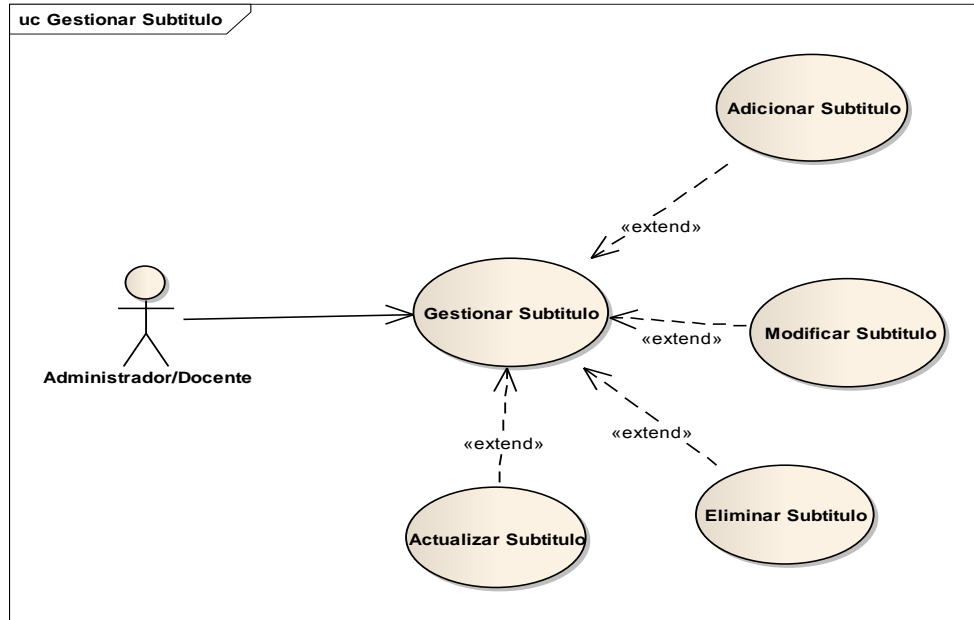 uc Gestionar Subtitulo
Adicionar Subtitulo
«extend»
Gestionar Subtitulo
Modificar Subtitulo
«extend»
Administrador/Docente
«extend»
«extend»
Eliminar Subtitulo
Actualizar Subtitulo